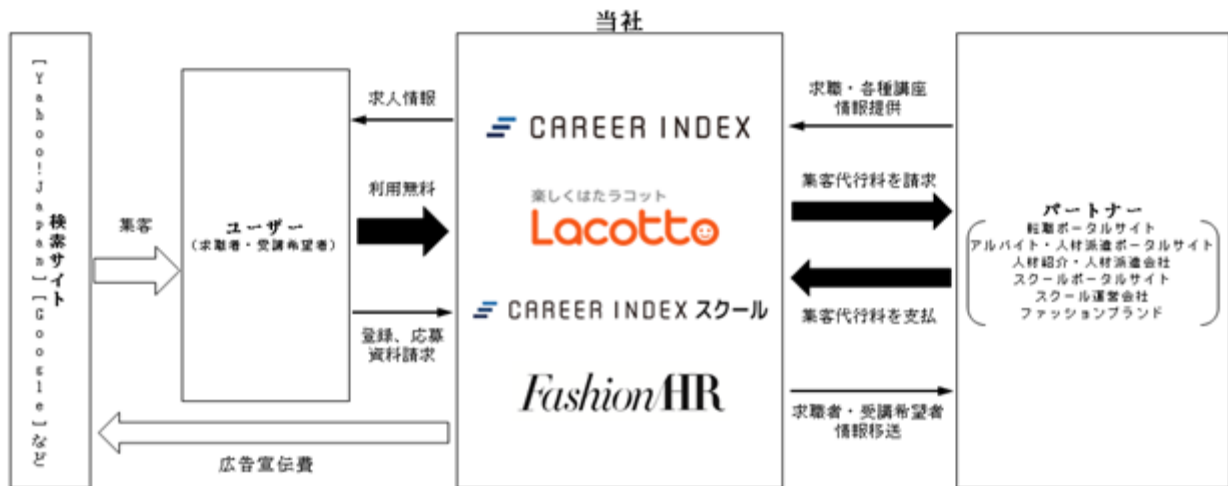 当社
検索サイト
[Yahoo!Japan][Google]など
集客
ユーザー
(求職者・受講希望者)
求人情報
利用無料
登録、応募
資料請求
広告宣伝費
CAREER INDEX
楽しくはたラコット
Lacotto
CAREER INDEX スクール
Fashion HR
求職・各種講座
情報提供
集客代行料を請求
集客代行料を支払
求職者・受講希望者
情報移送
パートナー
転職ポータルサイト
アルバイト・人材派遣ポータルサイト
人材紹介・人材派遣会社
スクールポータルサイト
スクール運営会社
ファッションブランド